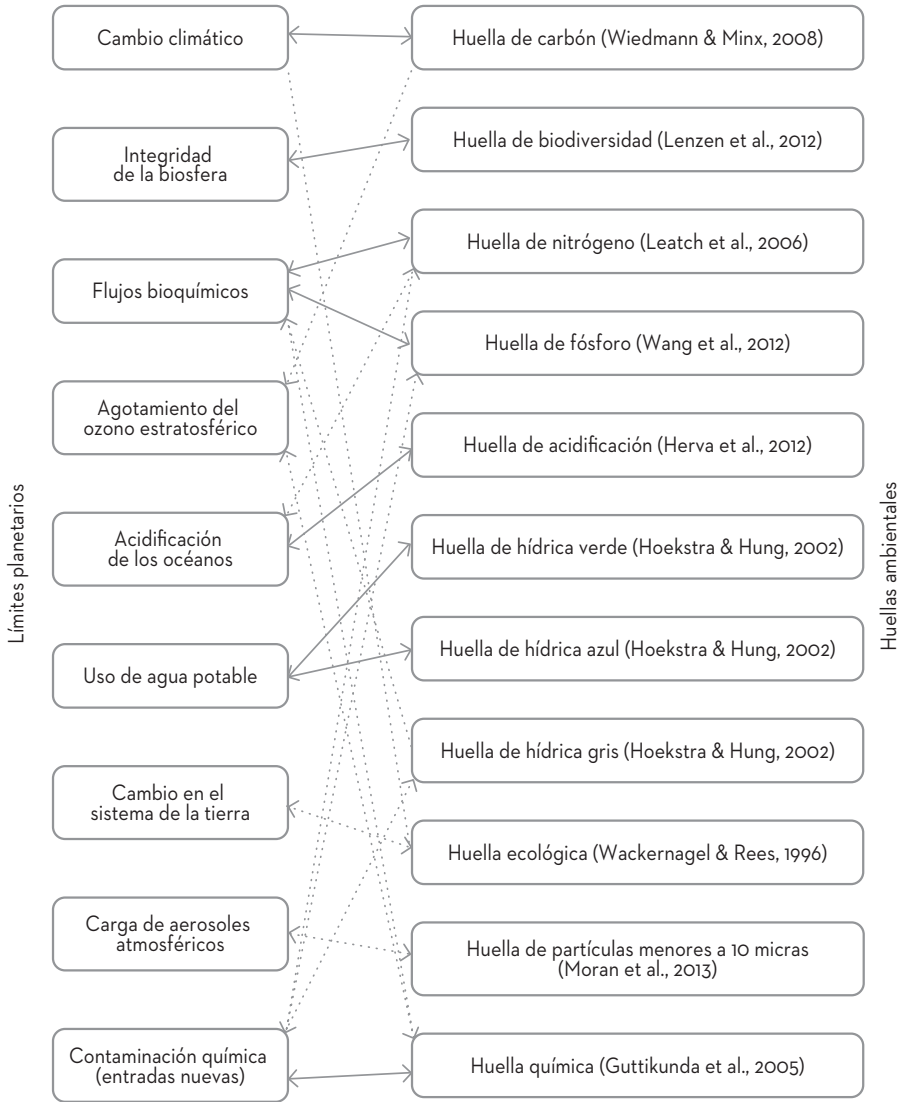 Límites planetarios
Cambio climático
Integridad
de la biosfera
Flujos bioquímicos
Agotamiento del
ozono estratosférico
Acidificación
de los océanos
Uso de agua potable
Cambio en el
sistema de la tierra
Carga de aerosoles
atmosféricos
Contaminación química
(entradas nuevas)
Huella de carbón (Wiedmann & Minx, 2008)
Huella de biodiversidad (Lenzen et al., 2012)
Huella de nitrógeno (Leatch et al., 2006)
Huella de fósforo (Wang et al., 2012)
Huella de acidificación (Herva et al., 2012)
Huella de hídrica verde (Hoekstra & Hung, 2002)
Huella de hídrica azul (Hoekstra & Hung, 2002)
Huella de hídrica gris (Hoekstra & Hung, 2002)
Huella ecológica (Wackernagel & Rees, 1996)
Huella de partículas menores a 10 micras
(Moran et al., 2013)
Huella química (Guttikunda et al., 2005)
Huellas ambientales